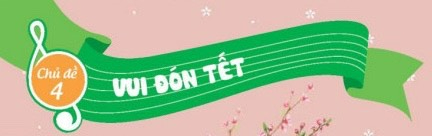 Chủ đề
4
VUI ĐÓN TẾT